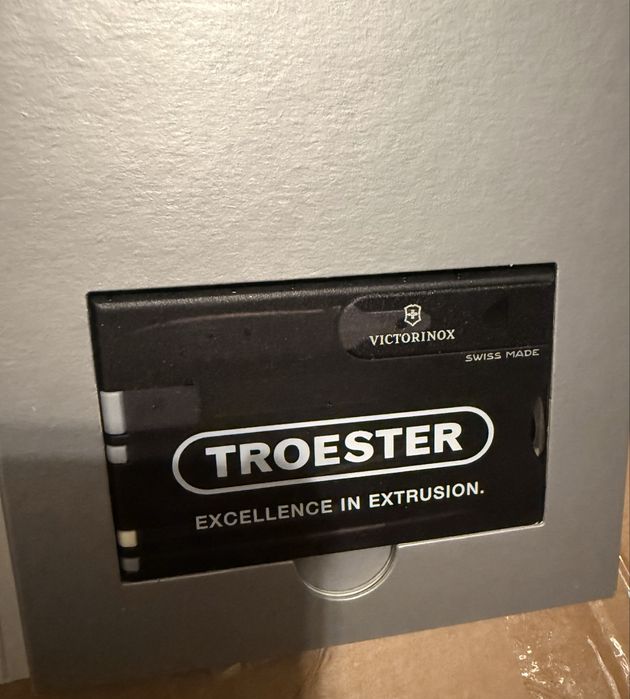 VICTORINOX
SWISS MADE
TROESTER
EXCELLENCE IN EXTRUSION.